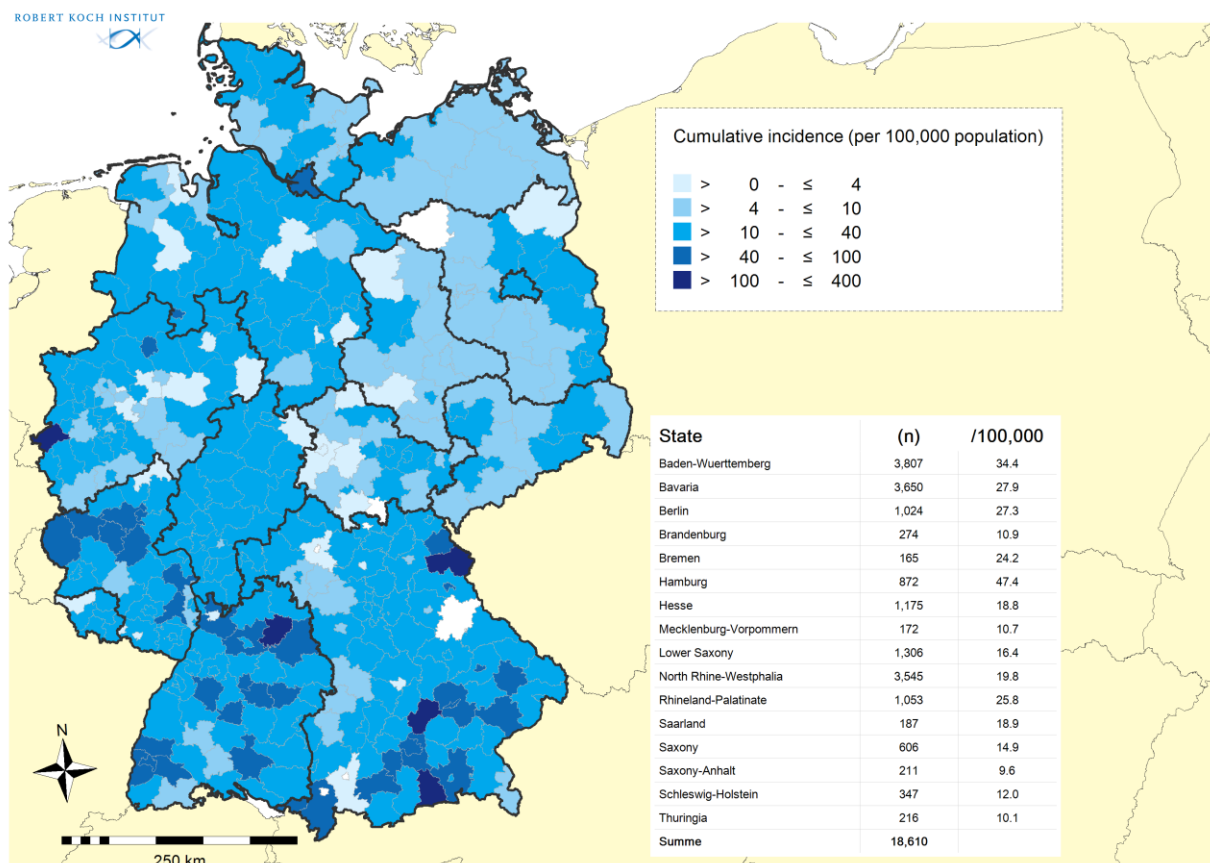 ROBERT KOCH INSTITUT
Cumulative incidence (per 100,000 population)
> 0 - ≤ 4
> 4 - ≤ 10
> 10 - ≤ 40
> 40 - ≤ 100
> 100 - ≤ 400
State (n) /100,000
Baden-Wuerttemberg 3,807 34.4
Bavaria 3,650 27.9
Berlin 1,024 27.3
Brandenburg 274 10.9
Bremen 165 24.2
Hamburg 872 47.4
Hesse 1,175 18.8
Mecklenburg-Vorpommern 172 10.7
Lower Saxony 1,306 16.4
North Rhine-Westphalia 3,545 19.8
Rhineland-Palatinate 1,053 25.8
Saarland 187 18.9
Saxony 606 14.9
Saxony-Anhalt 211 9.6
Schleswig-Holstein 347 12.0
Thuringia 216 10.1
Summe 18,610
N
250 km